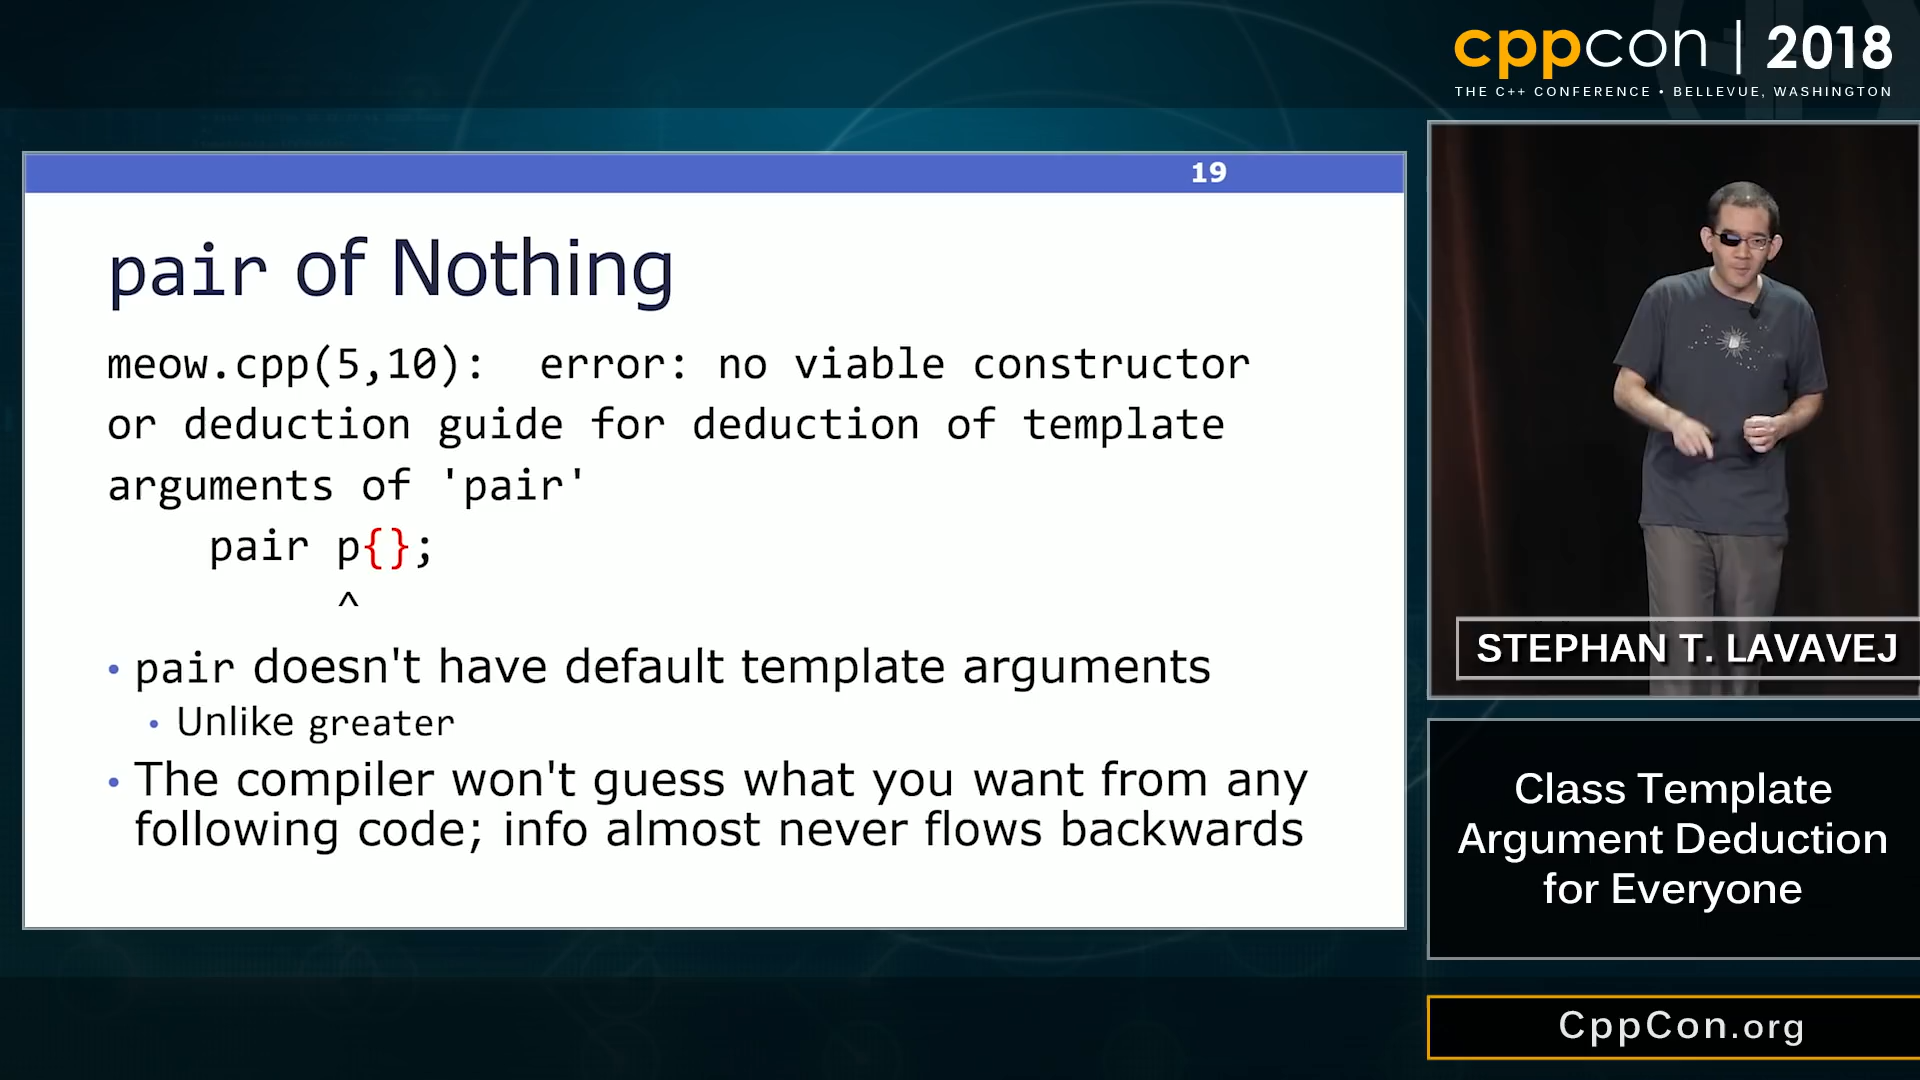 cppcon | 2018
THE C++ CONFERENCE • BELLEVUE, WASHINGTON
19
pair of Nothing
meow.cpp(5,10):  error: no viable constructor
or deduction guide for deduction of template
arguments of 'pair'
    pair p{};
         ^
• pair doesn't have default template arguments
• Unlike greater
• The compiler won't guess what you want from any
following code; info almost never flows backwards
STEPHAN T. LAVAVEJ
Class Template
Argument Deduction
for Everyone
CppCon.org